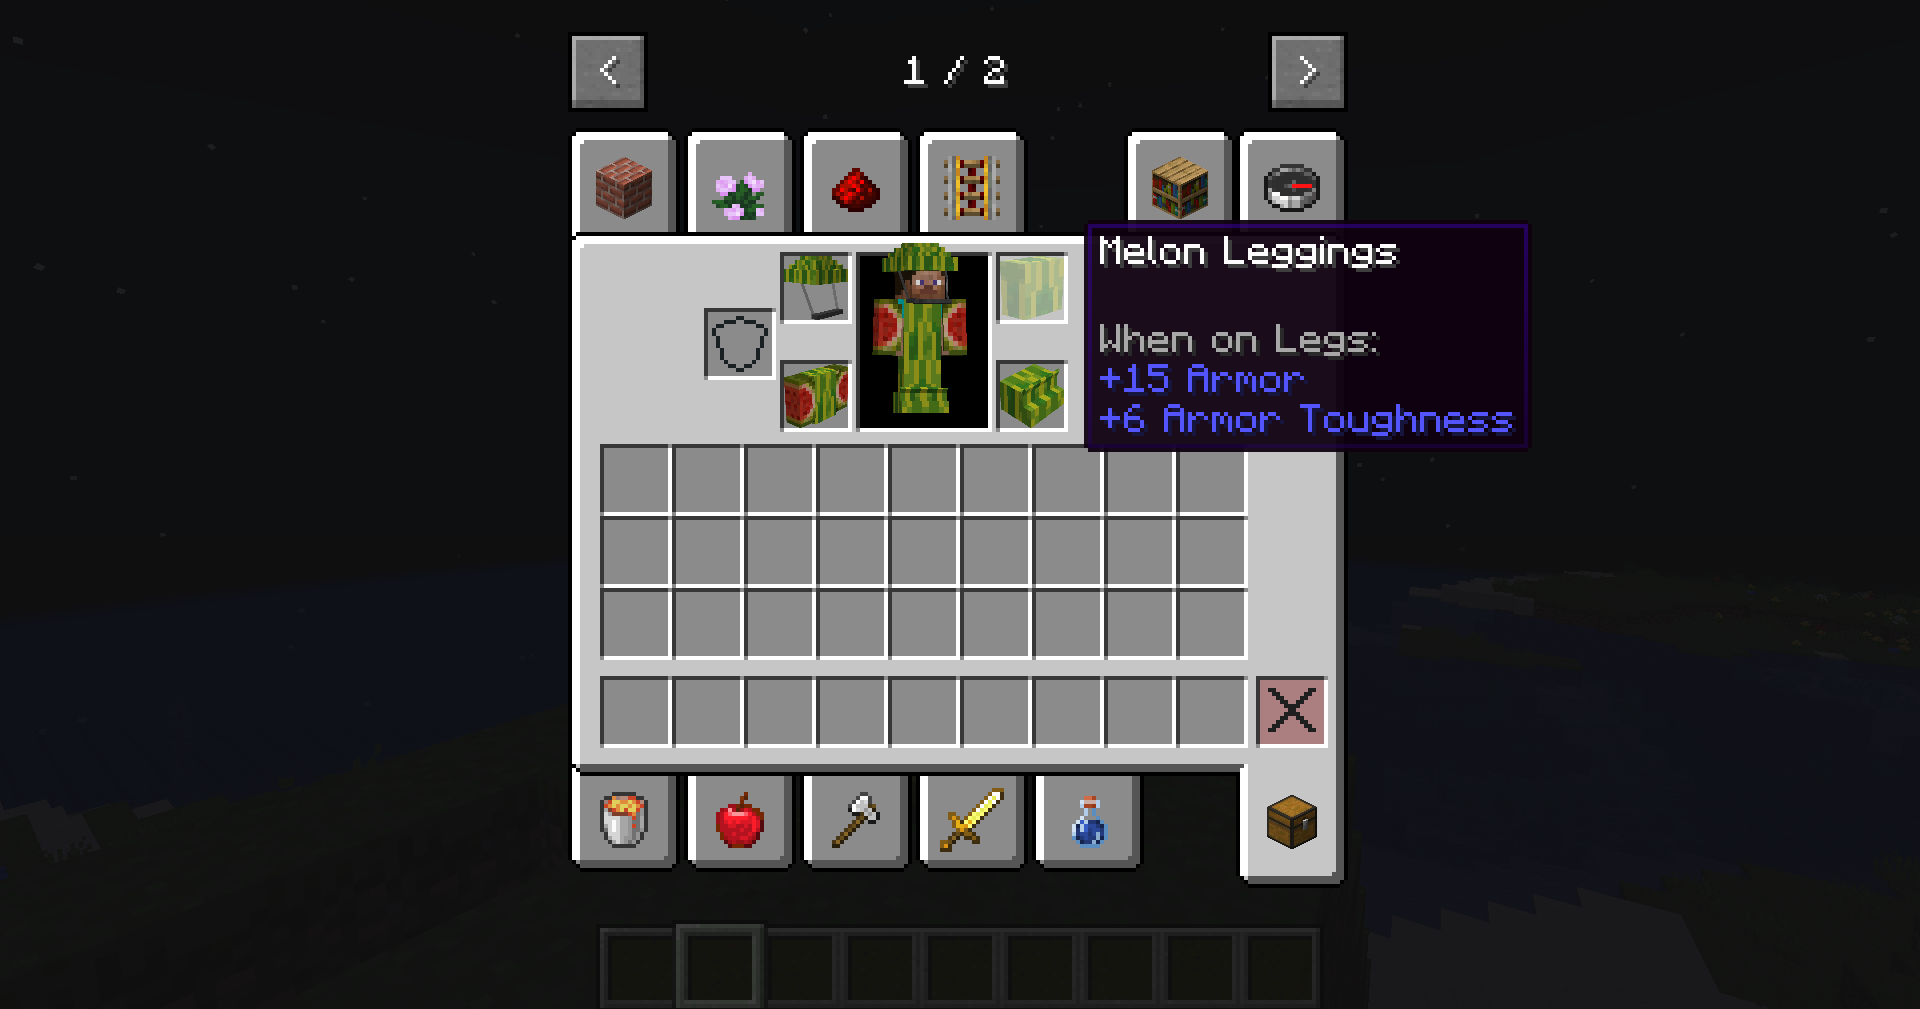 <
1 / 2
>
Melon Leggings
When on Legs:
+15 Armor
+6 Armor Toughness